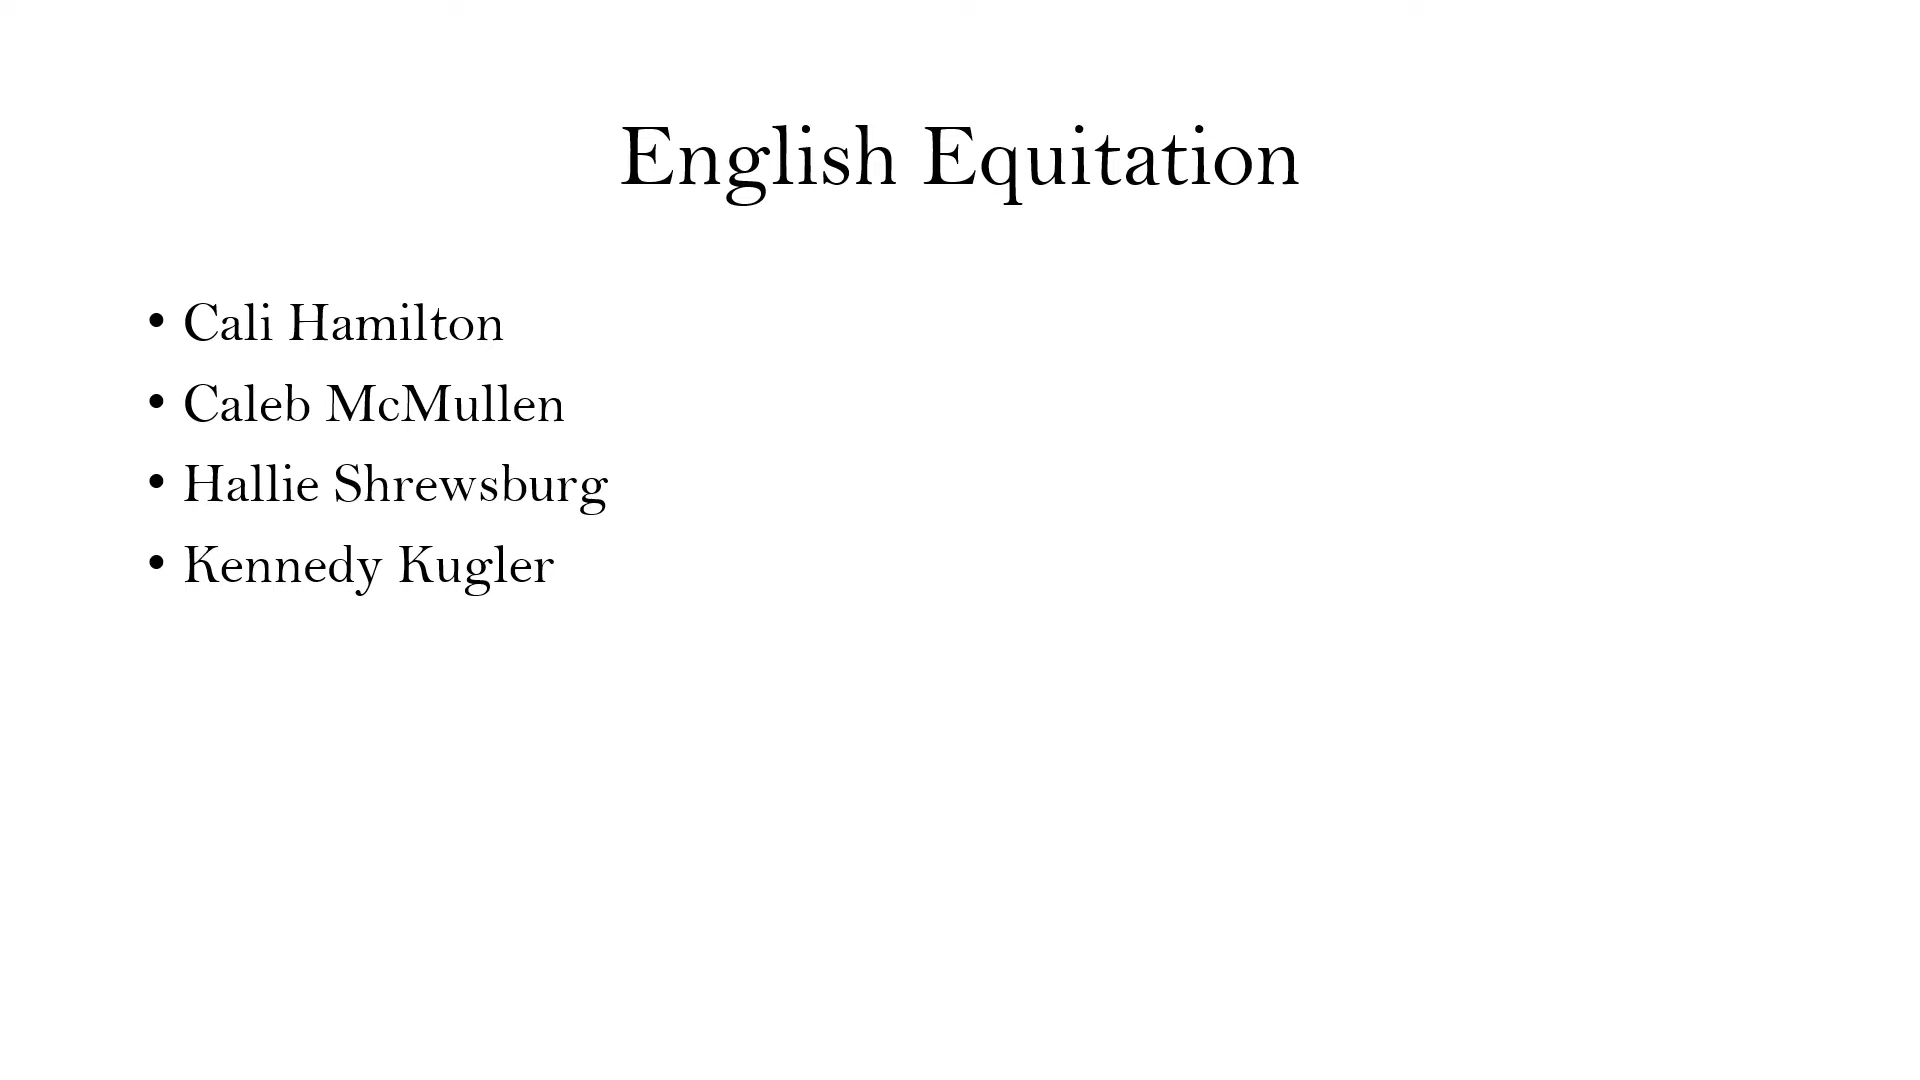 English Equitation
• Cali Hamilton
• Caleb McMullen
• Hallie Shrewsburg
• Kennedy Kugler